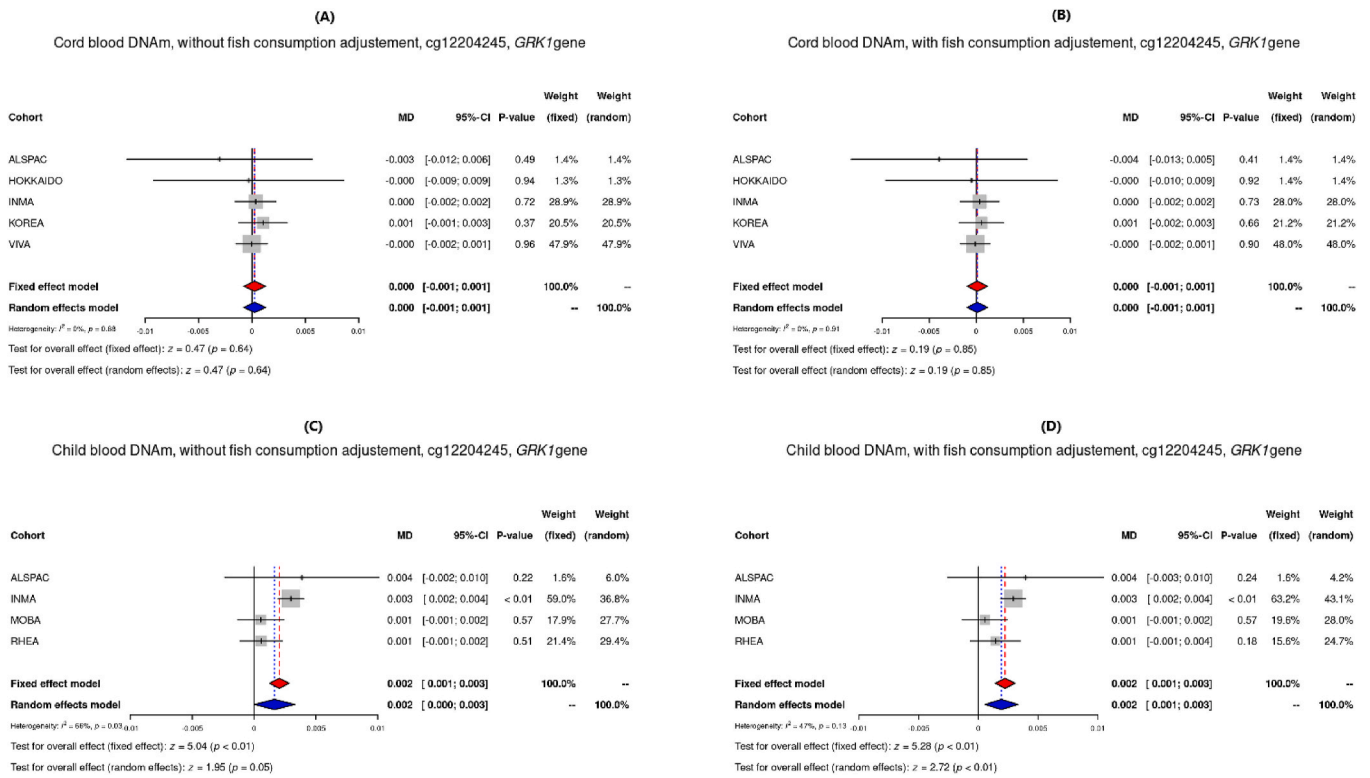 (A)
Cord blood DNAm, without fish consumption adjustement, cg12204245, GRK1gene
Weight Weight
Cohort MD 95%-CI P-value (fixed) (random)
ALSPAC -0.003 [-0.012; 0.006] 0.49 1.4% 1.4%
HOKKAIDO -0.000 [-0.009; 0.009] 0.94 1.3% 1.3%
INMA 0.000 [-0.002; 0.002] 0.72 28.9% 28.9%
KOREA 0.001 [-0.001; 0.003] 0.37 20.5% 20.5%
VIVA -0.000 [-0.002; 0.001] 0.96 47.9% 47.9%
Fixed effect model 0.000 [-0.001; 0.001] 100.0% --
Random effects model 0.000 [-0.001; 0.001] -- 100.0%
Heterogeneity: I² = 0%, p = 0.88 -0.01 -0.005 0 0.005 0.01
Test for overall effect (fixed effect): z = 0.47 (p = 0.64)
Test for overall effect (random effects): z = 0.47 (p = 0.64)
(B)
Cord blood DNAm, with fish consumption adjustement, cg12204245, GRK1gene
Weight Weight
Cohort MD 95%-CI P-value (fixed) (random)
ALSPAC -0.004 [-0.013; 0.005] 0.41 1.4% 1.4%
HOKKAIDO -0.000 [-0.010; 0.009] 0.92 1.4% 1.4%
INMA 0.000 [-0.002; 0.002] 0.73 28.0% 28.0%
KOREA 0.001 [-0.002; 0.003] 0.66 21.2% 21.2%
VIVA -0.000 [-0.002; 0.001] 0.90 48.0% 48.0%
Fixed effect model 0.000 [-0.001; 0.001] 100.0% --
Random effects model 0.000 [-0.001; 0.001] -- 100.0%
Heterogeneity: I² = 0%, p = 0.91 -0.01 -0.005 0 0.005 0.01
Test for overall effect (fixed effect): z = 0.19 (p = 0.85)
Test for overall effect (random effects): z = 0.19 (p = 0.85)
(C)
Child blood DNAm, without fish consumption adjustement, cg12204245, GRK1gene
Weight Weight
Cohort MD 95%-CI P-value (fixed) (random)
ALSPAC 0.004 [-0.002; 0.010] 0.22 1.6% 6.0%
INMA 0.003 [ 0.002; 0.004] < 0.01 59.0% 36.8%
MOBA 0.001 [-0.001; 0.002] 0.57 17.9% 27.7%
RHEA 0.001 [-0.001; 0.002] 0.51 21.4% 29.4%
Fixed effect model 0.002 [ 0.001; 0.003] 100.0% --
Random effects model 0.002 [ 0.000; 0.003] -- 100.0%
Heterogeneity: I² = 66%, p = 0.03 -0.01 -0.005 0 0.005 0.01
Test for overall effect (fixed effect): z = 5.04 (p < 0.01)
Test for overall effect (random effects): z = 1.95 (p = 0.05)
(D)
Child blood DNAm, with fish consumption adjustement, cg12204245, GRK1gene
Weight Weight
Cohort MD 95%-CI P-value (fixed) (random)
ALSPAC 0.004 [-0.003; 0.010] 0.24 1.6% 4.2%
INMA 0.003 [ 0.002; 0.004] < 0.01 63.2% 43.1%
MOBA 0.001 [-0.001; 0.002] 0.57 19.6% 28.0%
RHEA 0.001 [-0.001; 0.004] 0.18 15.6% 24.7%
Fixed effect model 0.002 [ 0.001; 0.003] 100.0% --
Random effects model 0.002 [ 0.001; 0.003] -- 100.0%
Heterogeneity: I² = 47%, p = 0.13 -0.01 -0.005 0 0.005 0.01
Test for overall effect (fixed effect): z = 5.28 (p < 0.01)
Test for overall effect (random effects): z = 2.72 (p < 0.01)